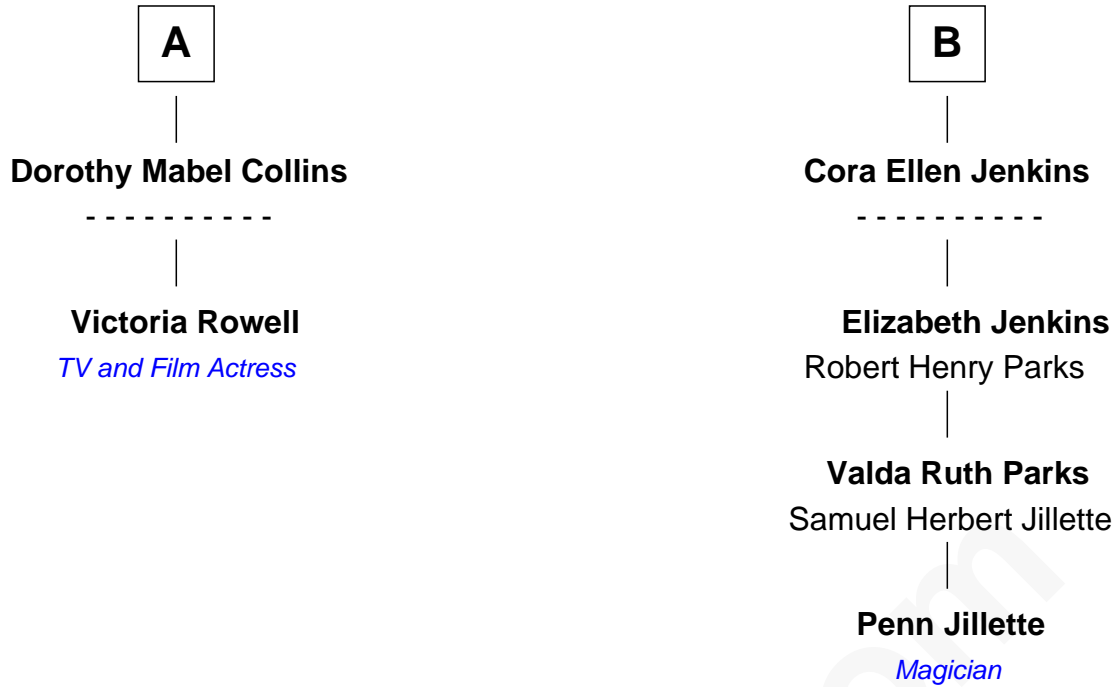 A
Dorothy Mabel Collins
- - - - - - - - - -
Victoria Rowell
TV and Film Actress
B
Cora Ellen Jenkins
- - - - - - - - - -
Elizabeth Jenkins
Robert Henry Parks
Valda Ruth Parks
Samuel Herbert Jillette
Penn Jillette
Magician